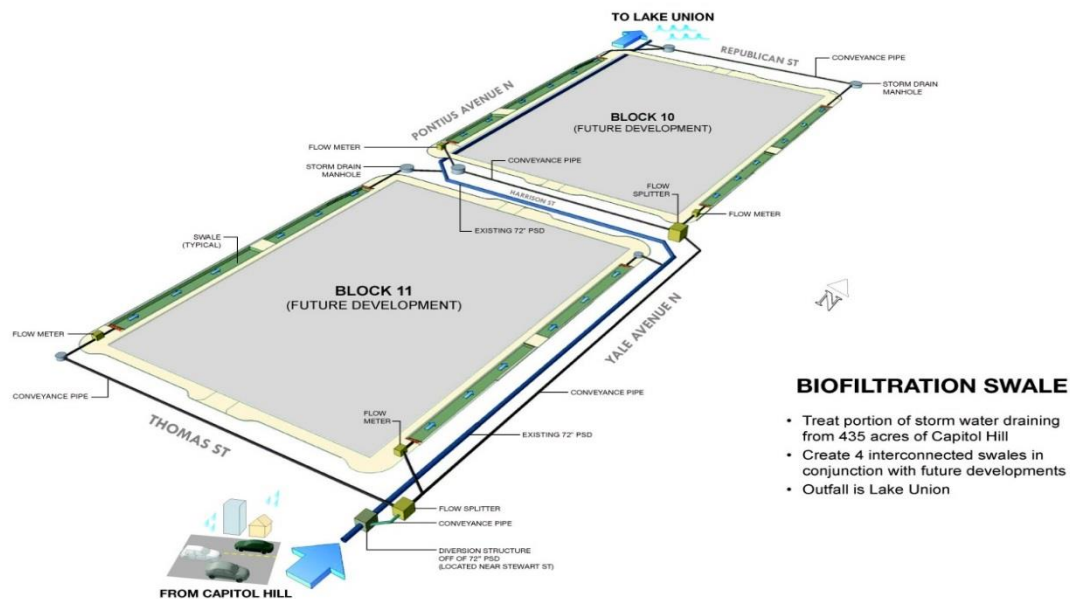 TO LAKE UNION
REPUBLICAN ST
CONVEYANCE PIPE
STORM DRAIN
MANHOLE
PONTIUS AVENUE N
BLOCK 10
(FUTURE DEVELOPMENT)
FLOW METER
STORM DRAIN
MANHOLE
CONVEYANCE PIPE
FLOW
SPLITTER
FLOW METER
HARRISON ST
EXISTING 72" PSD
SWALE
(TYPICAL)
BLOCK 11
(FUTURE DEVELOPMENT)
N
YALE AVENUE N
FLOW METER
CONVEYANCE PIPE
THOMAS ST
FLOW
METER
CONVEYANCE PIPE
EXISTING 72" PSD
FLOW SPLITTER
CONVEYANCE PIPE
DIVERSION STRUCTURE
OFF OF 72" PSD
(LOCATED NEAR STEWART ST)
FROM CAPITOL HILL
BIOFILTRATION SWALE
• Treat portion of storm water draining
from 435 acres of Capitol Hill
• Create 4 interconnected swales in
conjunction with future developments
• Outfall is Lake Union